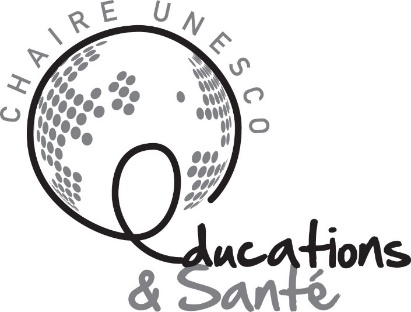 CHAIRE UNESCO
educations
& Santé